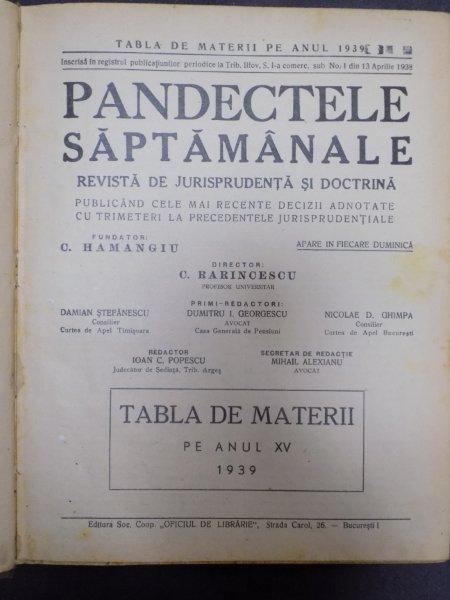 TABLA DE MATERII PE ANUL 1939
Inscrisă în registrul publicațiunilor periodice la Trib. Ilfov, S. I-a comerc. sub No. 1 din 13 Aprilie 1938
PANDECTELE
SĂPTĂMÂNALE
REVISTĂ DE JURISPRUDENȚĂ ȘI DOCTRINĂ
PUBLICÂND CELE MAI RECENTE DECIZII ADNOTATE
CU TRIMETERI LA PRECEDENTELE JURISPRUDENȚIALE
FUNDATOR:
C. HAMANGIU
APARE IN FIECARE DUMINICĂ
DIRECTOR:
C. RARINCESCU
PROFESOR UNIVERSITAR
PRIMI-REDACTORI:
DAMIAN ȘTEFĂNESCU
Consilier
Curtea de Apel Timișoara
DUMITRU I. GEORGESCU
AVOCAT
Casa Generală de Pensiuni
NICOLAE D. GHIMPA
Consilier
Curtea de Apel București
REDACTOR
IOAN C. POPESCU
Judecător de Ședință, Trib. Argeș
SECRETAR DE REDACȚIE
MIHAIL ALEXIANU
AVOCAT
TABLA DE MATERII
PE ANUL XV
1939
Editura Soc. Coop. „OFICIUL DE LIBRĂRIE", Strada Carol, 26. — București I